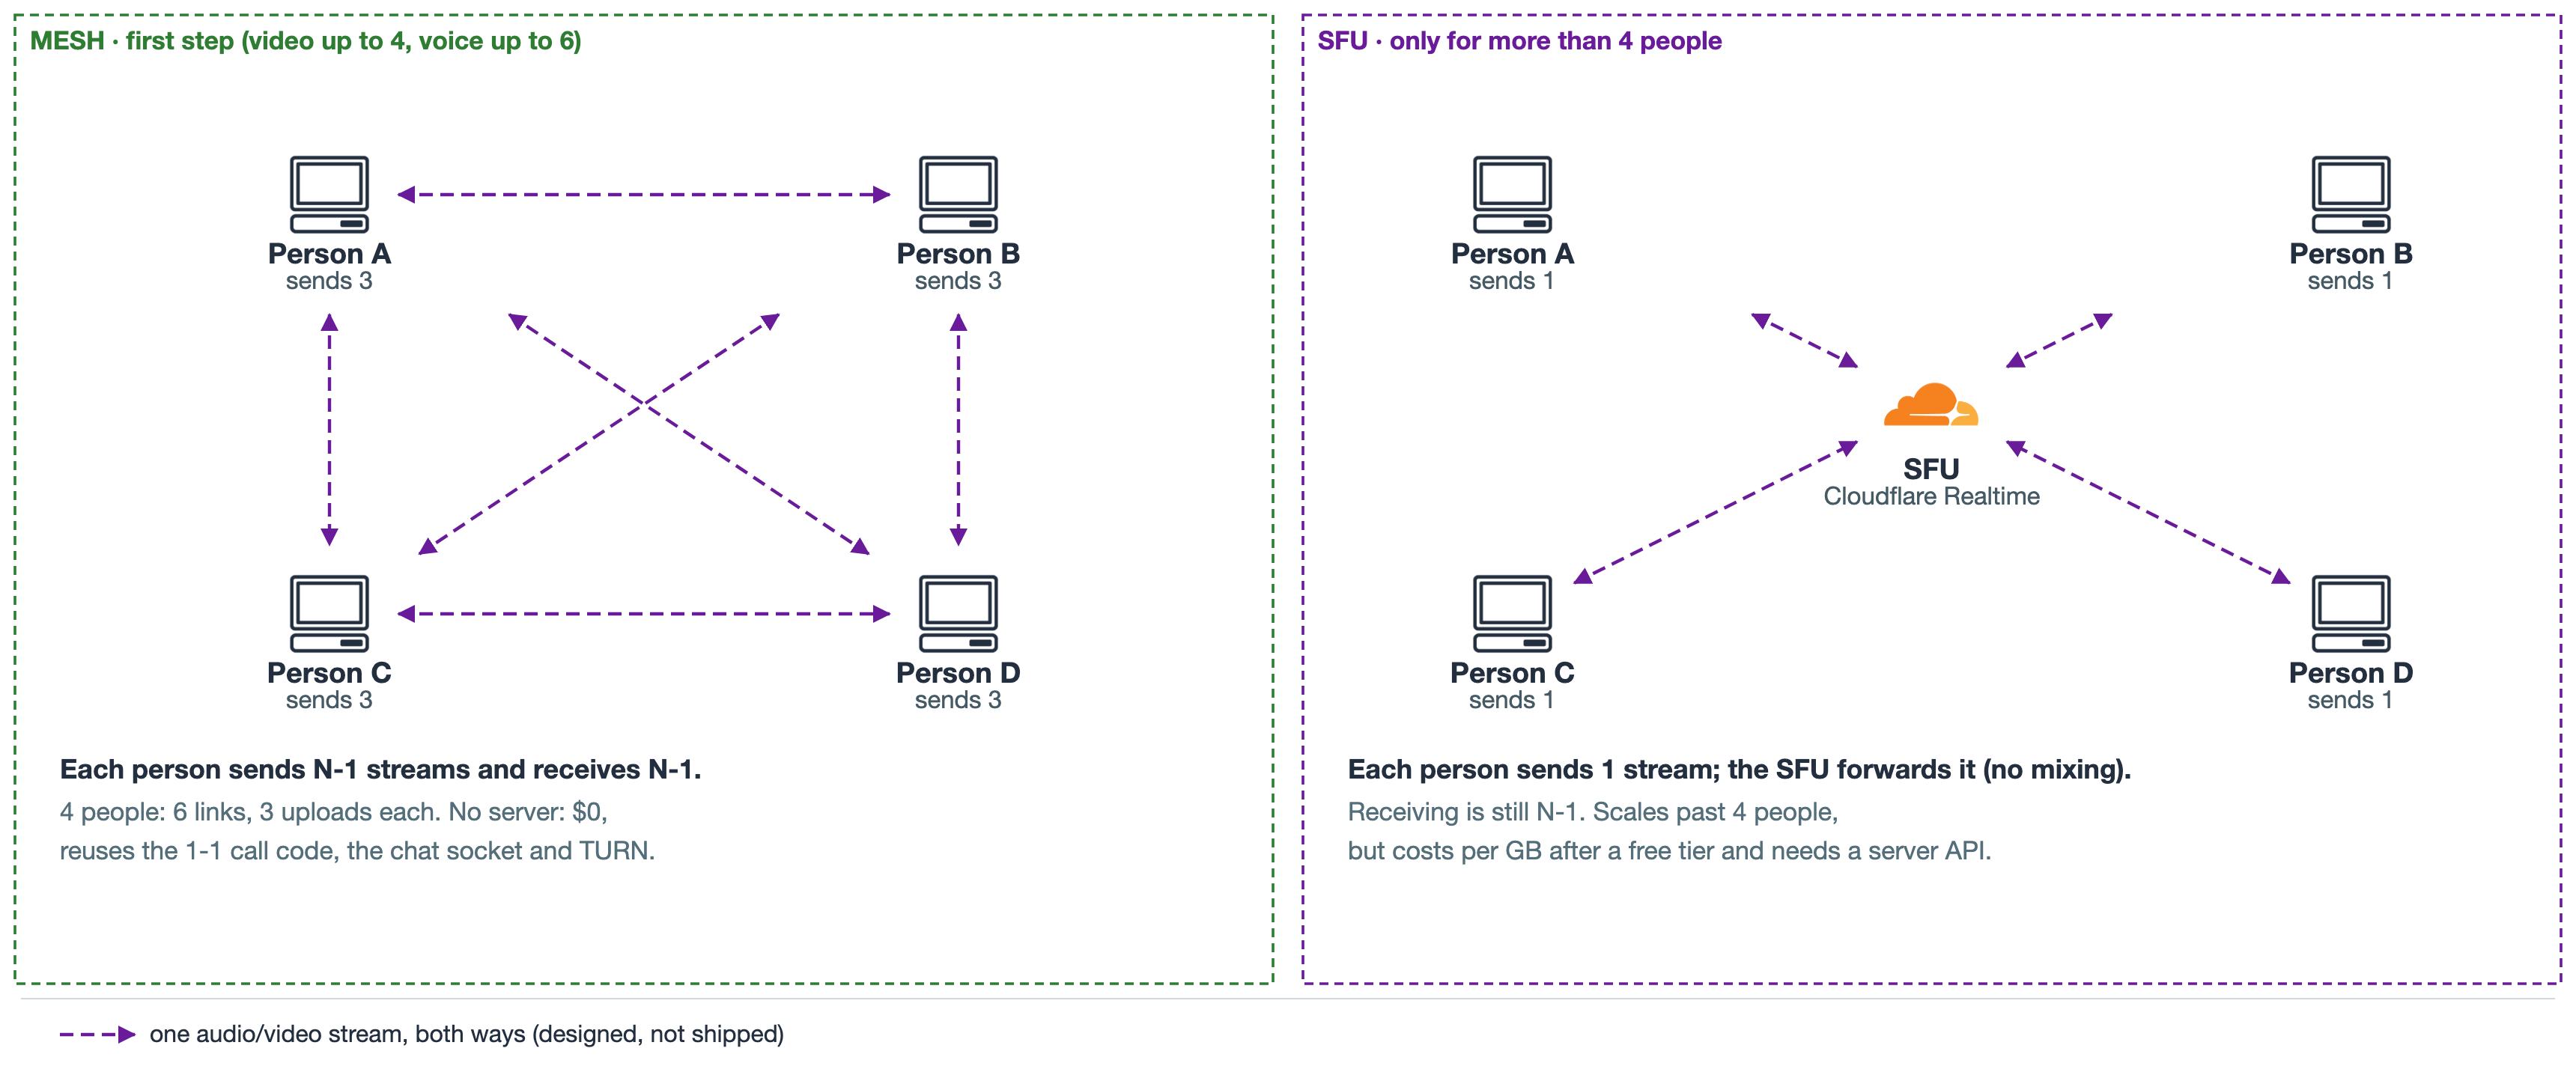 MESH · first step (video up to 4, voice up to 6)
Person A
sends 3
Person B
sends 3
Person C
sends 3
Person D
sends 3
Each person sends N-1 streams and receives N-1.
4 people: 6 links, 3 uploads each. No server: $0,
reuses the 1-1 call code, the chat socket and TURN.
SFU · only for more than 4 people
Person A
sends 1
Person B
sends 1
SFU
Cloudflare Realtime
Person C
sends 1
Person D
sends 1
Each person sends 1 stream; the SFU forwards it (no mixing).
Receiving is still N-1. Scales past 4 people,
but costs per GB after a free tier and needs a server API.
one audio/video stream, both ways (designed, not shipped)